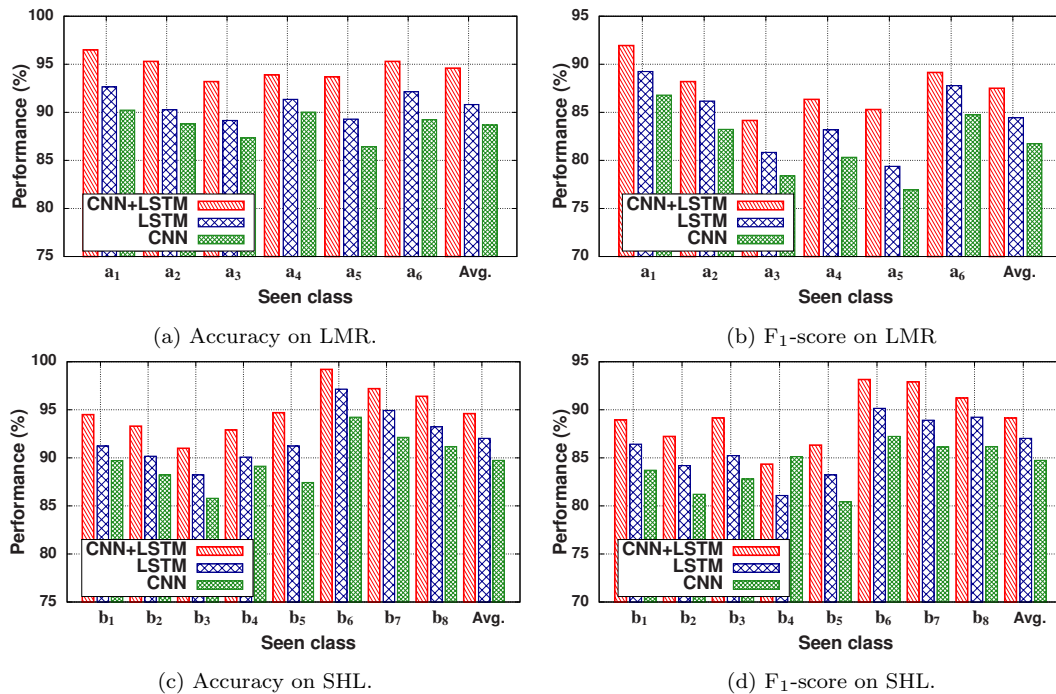 100
95
90
85
80
75
Performance (%)
CNN+LSTM
LSTM
CNN
a1 a2 a3 a4 a5 a6 Avg.
Seen class
(a) Accuracy on LMR.
95
90
85
80
75
70
Performance (%)
CNN+LSTM
LSTM
CNN
a1 a2 a3 a4 a5 a6 Avg.
Seen class
(b) F1-score on LMR
100
95
90
85
80
75
Performance (%)
CNN+LSTM
LSTM
CNN
b1 b2 b3 b4 b5 b6 b7 b8 Avg.
Seen class
(c) Accuracy on SHL.
95
90
85
80
75
70
Performance (%)
CNN+LSTM
LSTM
CNN
b1 b2 b3 b4 b5 b6 b7 b8 Avg.
Seen class
(d) F1-score on SHL.